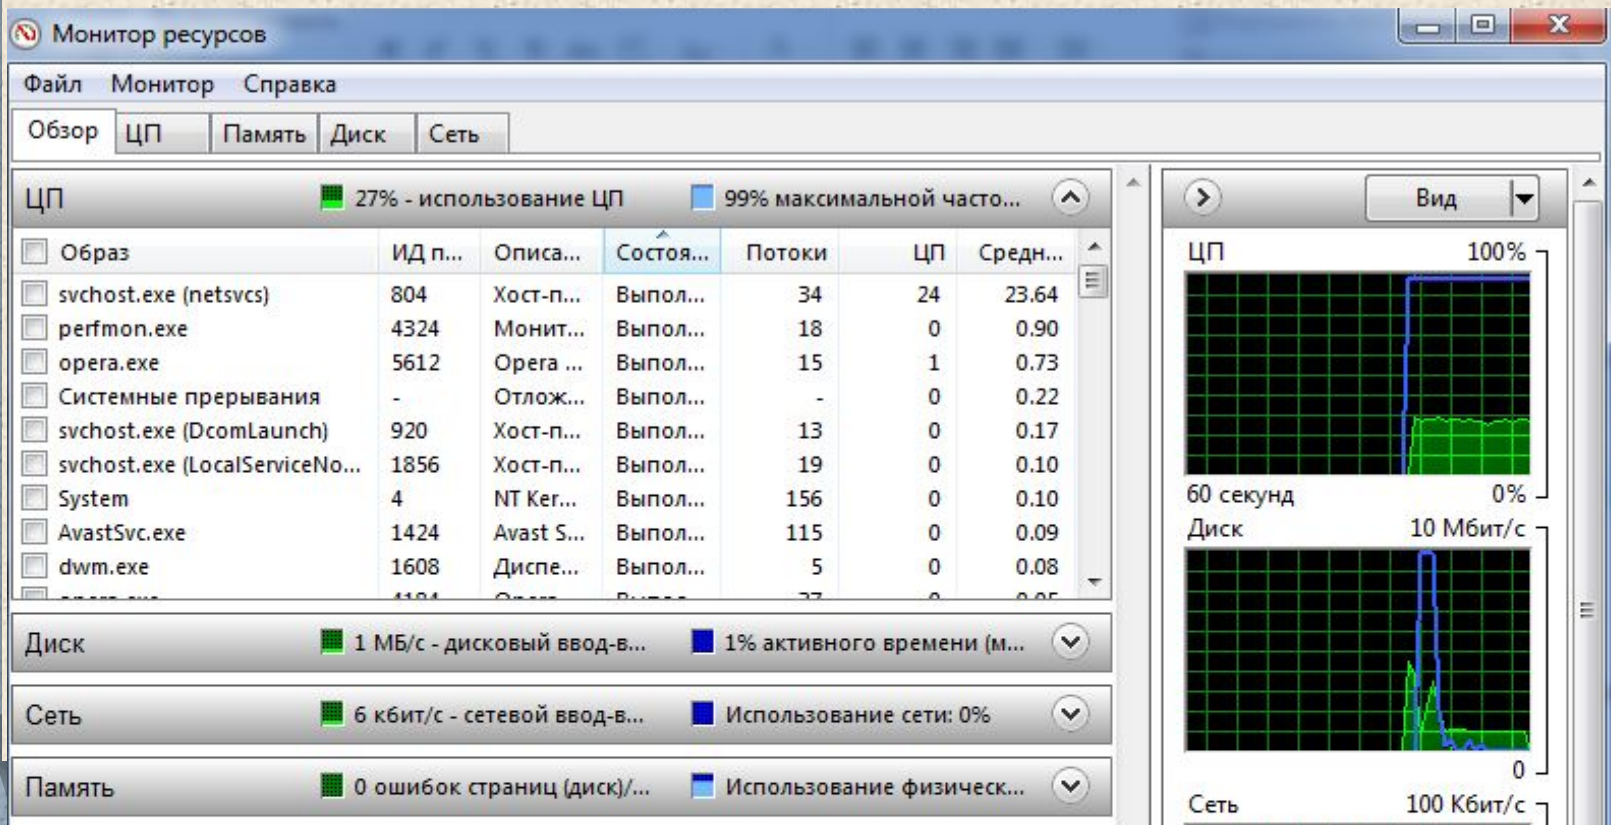 Монитор ресурсов
Файл Монитор Справка
Обзор ЦП Память Диск Сеть
ЦП 27% - использование ЦП 99% максимальной часто...
Образ ИД п... Описа... Состоя... Потоки ЦП Средн...
svchost.exe (netsvcs) 804 Хост-п... Выпол... 34 24 23.64
perfmon.exe 4324 Монит... Выпол... 18 0 0.90
opera.exe 5612 Opera ... Выпол... 15 1 0.73
Системные прерывания - Отлож... Выпол... - 0 0.22
svchost.exe (DcomLaunch) 920 Хост-п... Выпол... 13 0 0.17
svchost.exe (LocalServiceNo... 1856 Хост-п... Выпол... 19 0 0.10
System 4 NT Ker... Выпол... 156 0 0.10
AvastSvc.exe 1424 Avast S... Выпол... 115 0 0.09
dwm.exe 1608 Диспе... Выпол... 5 0 0.08
Диск 1 МБ/с - дисковый ввод-в... 1% активного времени (м...
Сеть 6 кбит/с - сетевой ввод-в... Использование сети: 0%
Память 0 ошибок страниц (диск)/... Использование физическ...
Вид
ЦП 100%
60 секунд 0%
Диск 10 Мбит/с
0
Сеть 100 Кбит/с